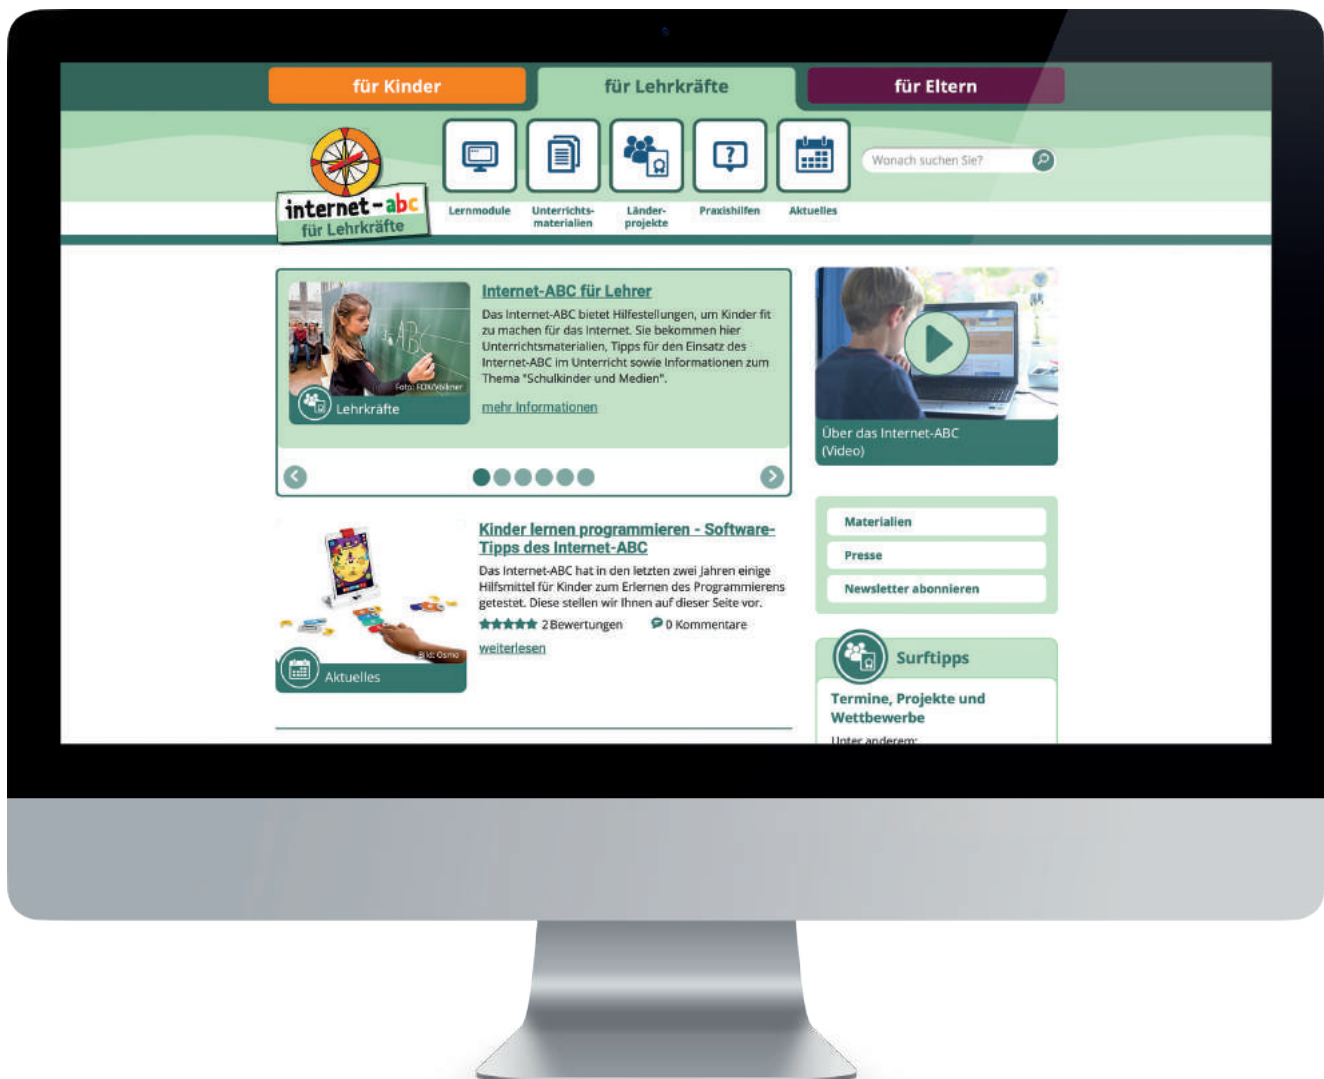 für Kinder
für Lehrkräfte
für Eltern
internet-abc
für Lehrkräfte
Lernmodule
Unterrichts-
materialien
Länder-
projekte
Praxishilfen
Aktuelles
Wonach suchen Sie?
ABC
Foto: FOX/Völkner
Lehrkräfte
Internet-ABC für Lehrer
Das Internet-ABC bietet Hilfestellungen, um Kinder fit
zu machen für das Internet. Sie bekommen hier
Unterrichtsmaterialien, Tipps für den Einsatz des
Internet-ABC im Unterricht sowie Informationen zum
Thema "Schulkinder und Medien".
mehr Informationen
Über das Internet-ABC
(Video)
Bild: Osmo
Aktuelles
Kinder lernen programmieren - Software-
Tipps des Internet-ABC
Das Internet-ABC hat in den letzten zwei Jahren einige
Hilfsmittel für Kinder zum Erlernen des Programmierens
getestet. Diese stellen wir Ihnen auf dieser Seite vor.
2 Bewertungen
0 Kommentare
weiterlesen
Materialien
Presse
Newsletter abonnieren
Surftipps
Termine, Projekte und
Wettbewerbe
Unter anderem: